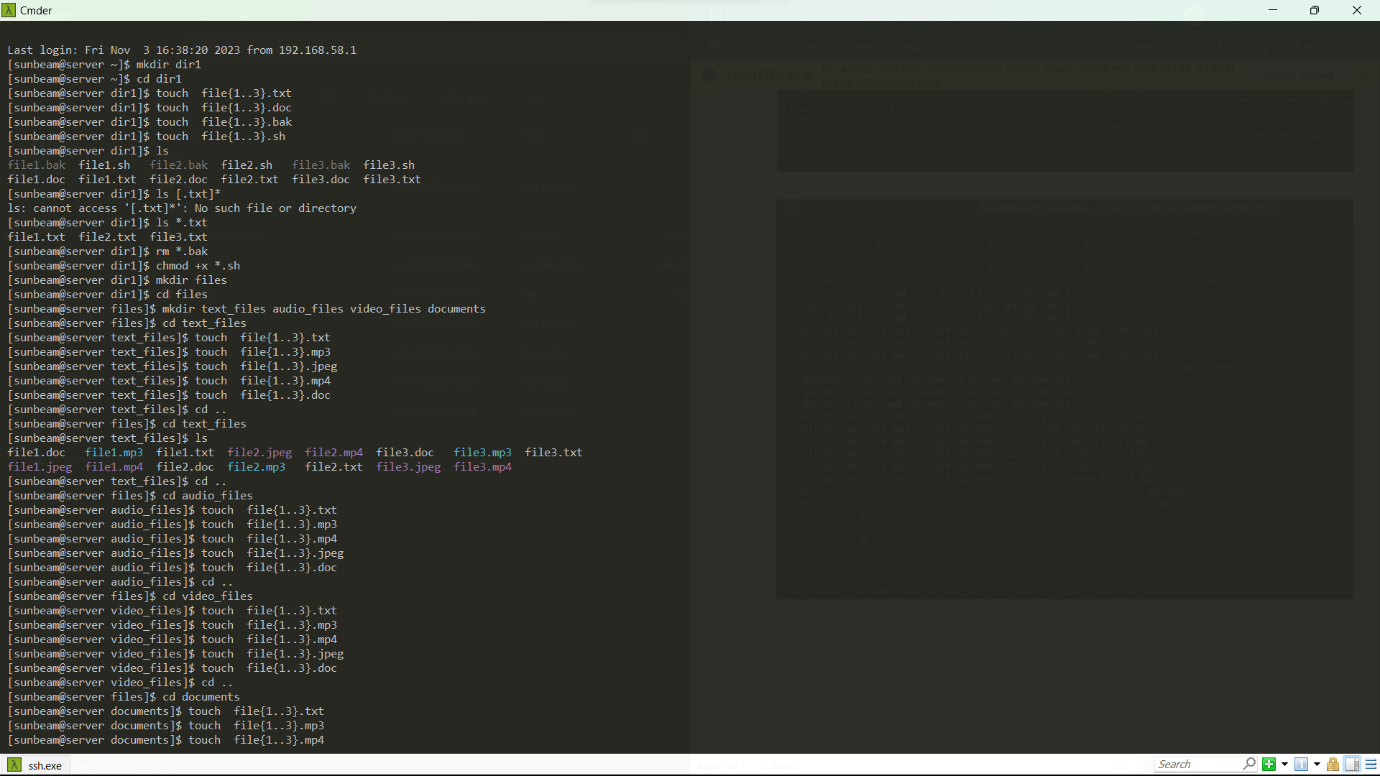 Cmder
Last login: Fri Nov  3 16:38:20 2023 from 192.168.58.1
[sunbeam@server ~]$ mkdir dir1
[sunbeam@server ~]$ cd dir1
[sunbeam@server dir1]$ touch  file{1..3}.txt
[sunbeam@server dir1]$ touch  file{1..3}.doc
[sunbeam@server dir1]$ touch  file{1..3}.bak
[sunbeam@server dir1]$ touch  file{1..3}.sh
[sunbeam@server dir1]$ ls
file1.bak  file1.sh   file2.bak  file2.sh   file3.bak  file3.sh
file1.doc  file1.txt  file2.doc  file2.txt  file3.doc  file3.txt
[sunbeam@server dir1]$ ls [.txt]*
ls: cannot access '[.txt]*': No such file or directory
[sunbeam@server dir1]$ ls *.txt
file1.txt  file2.txt  file3.txt
[sunbeam@server dir1]$ rm *.bak
[sunbeam@server dir1]$ chmod +x *.sh
[sunbeam@server dir1]$ mkdir files
[sunbeam@server dir1]$ cd files
[sunbeam@server files]$ mkdir text_files audio_files video_files documents
[sunbeam@server files]$ cd text_files
[sunbeam@server text_files]$ touch  file{1..3}.txt
[sunbeam@server text_files]$ touch  file{1..3}.mp3
[sunbeam@server text_files]$ touch  file{1..3}.jpeg
[sunbeam@server text_files]$ touch  file{1..3}.mp4
[sunbeam@server text_files]$ touch  file{1..3}.doc
[sunbeam@server text_files]$ cd ..
[sunbeam@server files]$ cd text_files
[sunbeam@server text_files]$ ls
file1.doc   file1.mp3  file1.txt  file2.jpeg  file2.mp4  file3.doc   file3.mp3  file3.txt
file1.jpeg  file1.mp4  file2.doc  file2.mp3   file2.txt  file3.jpeg  file3.mp4
[sunbeam@server text_files]$ cd ..
[sunbeam@server files]$ cd audio_files
[sunbeam@server audio_files]$ touch  file{1..3}.txt
[sunbeam@server audio_files]$ touch  file{1..3}.mp3
[sunbeam@server audio_files]$ touch  file{1..3}.mp4
[sunbeam@server audio_files]$ touch  file{1..3}.jpeg
[sunbeam@server audio_files]$ touch  file{1..3}.doc
[sunbeam@server audio_files]$ cd ..
[sunbeam@server files]$ cd video_files
[sunbeam@server video_files]$ touch  file{1..3}.txt
[sunbeam@server video_files]$ touch  file{1..3}.mp3
[sunbeam@server video_files]$ touch  file{1..3}.mp4
[sunbeam@server video_files]$ touch  file{1..3}.jpeg
[sunbeam@server video_files]$ touch  file{1..3}.doc
[sunbeam@server video_files]$ cd ..
[sunbeam@server files]$ cd documents
[sunbeam@server documents]$ touch  file{1..3}.txt
[sunbeam@server documents]$ touch  file{1..3}.mp3
[sunbeam@server documents]$ touch  file{1..3}.mp4
ssh.exe
Search